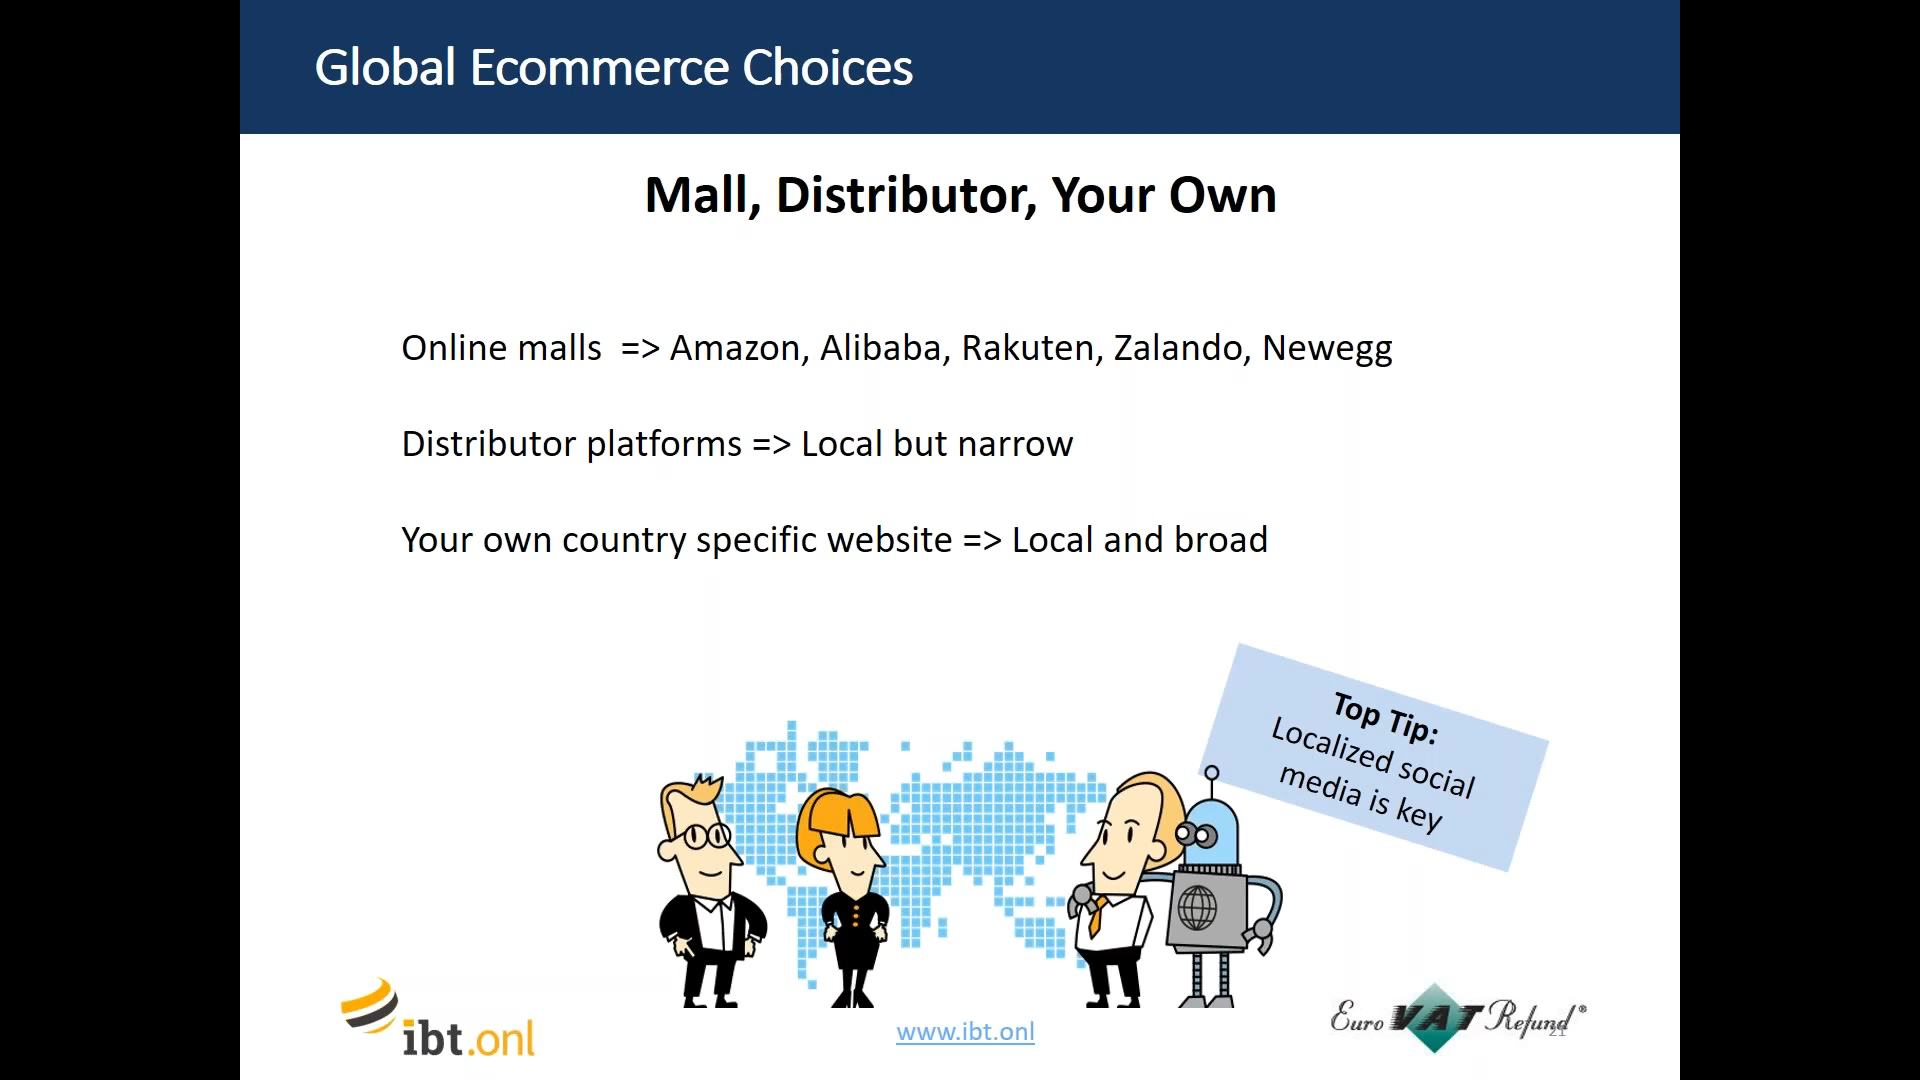 Global Ecommerce Choices
Mall, Distributor, Your Own
Online malls => Amazon, Alibaba, Rakuten, Zalando, Newegg
Distributor platforms => Local but narrow
Your own country specific website => Local and broad
Top Tip:
Localized social
media is key
ibt.onl
www.ibt.onl
Euro VAT Refund®
21